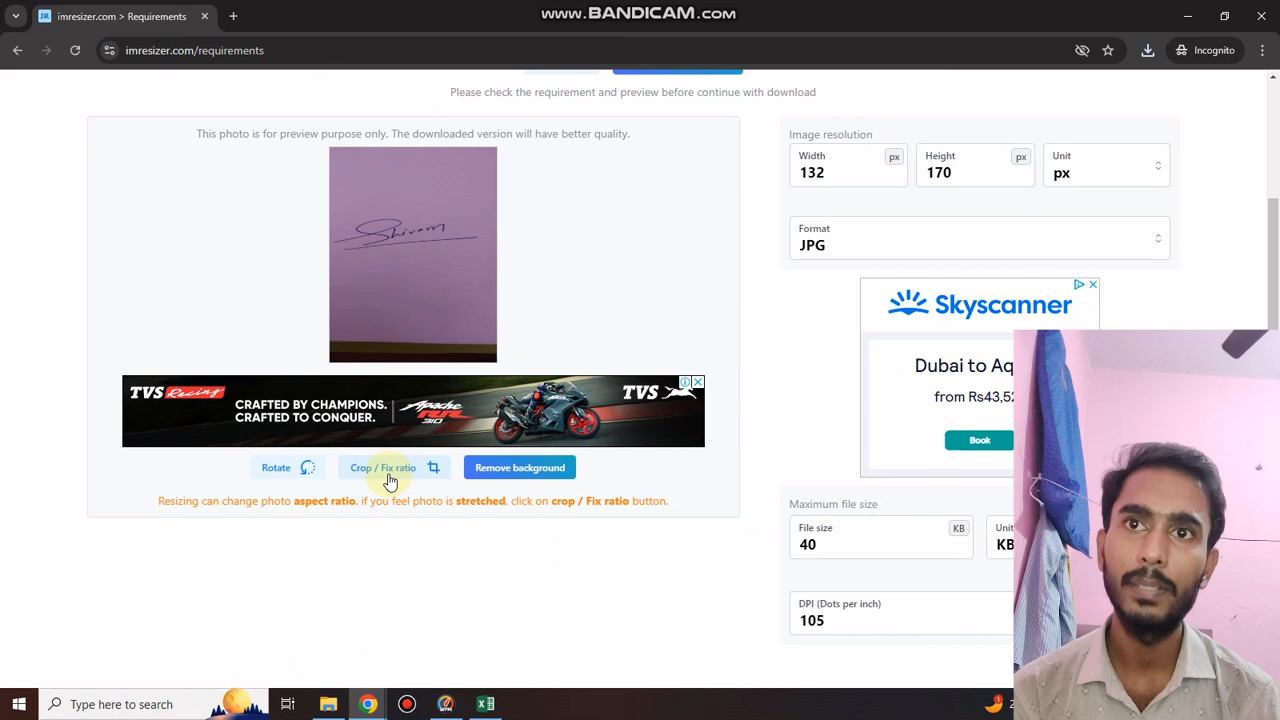 www.BANDICAM.com
imresizer.com > Requirements
imresizer.com/requirements
Incognito
Please check the requirement and preview before continue with download
This photo is for preview purpose only. The downloaded version will have better quality.
Shivam
Image resolution
Width
px
132
Height
px
170
Unit
px
Format
JPG
Skyscanner
Dubai to Aq
from Rs43,52
Book
TVS Racing
CRAFTED BY CHAMPIONS.
CRAFTED TO CONQUER.
APACHE
RR
310
TVS
Rotate
Crop / Fix ratio
Remove background
Resizing can change photo aspect ratio. if you feel photo is stretched, click on crop / Fix ratio button.
Maximum file size
File size
KB
40
Unit
KB
DPI (Dots per inch)
105
Type here to search